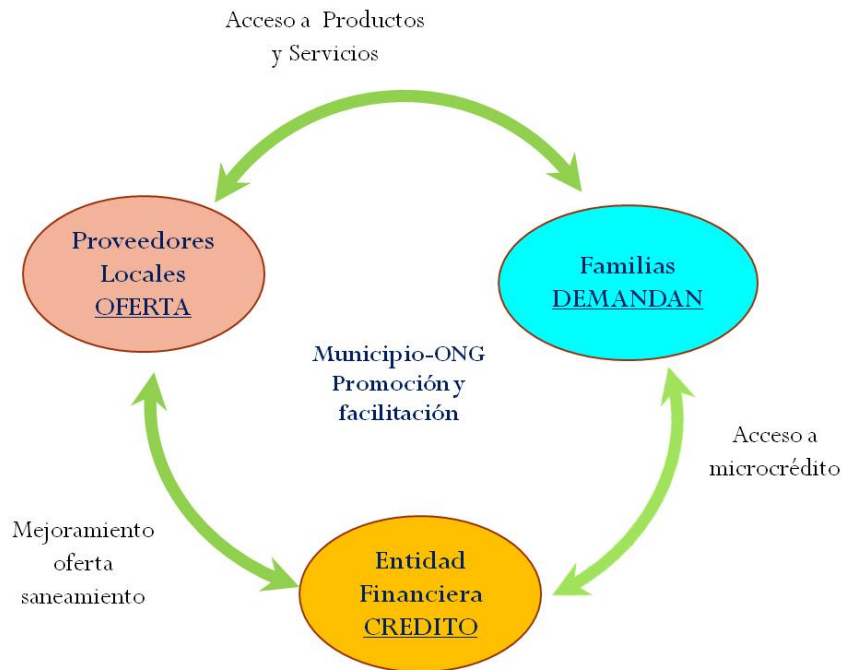 Acceso a Productos
y Servicios
Proveedores
Locales
OFERTA
Familias
DEMANDAN
Municipio-ONG
Promoción y
facilitación
Acceso a
microcrédito
Mejoramiento
oferta
saneamiento
Entidad
Financiera
CREDITO